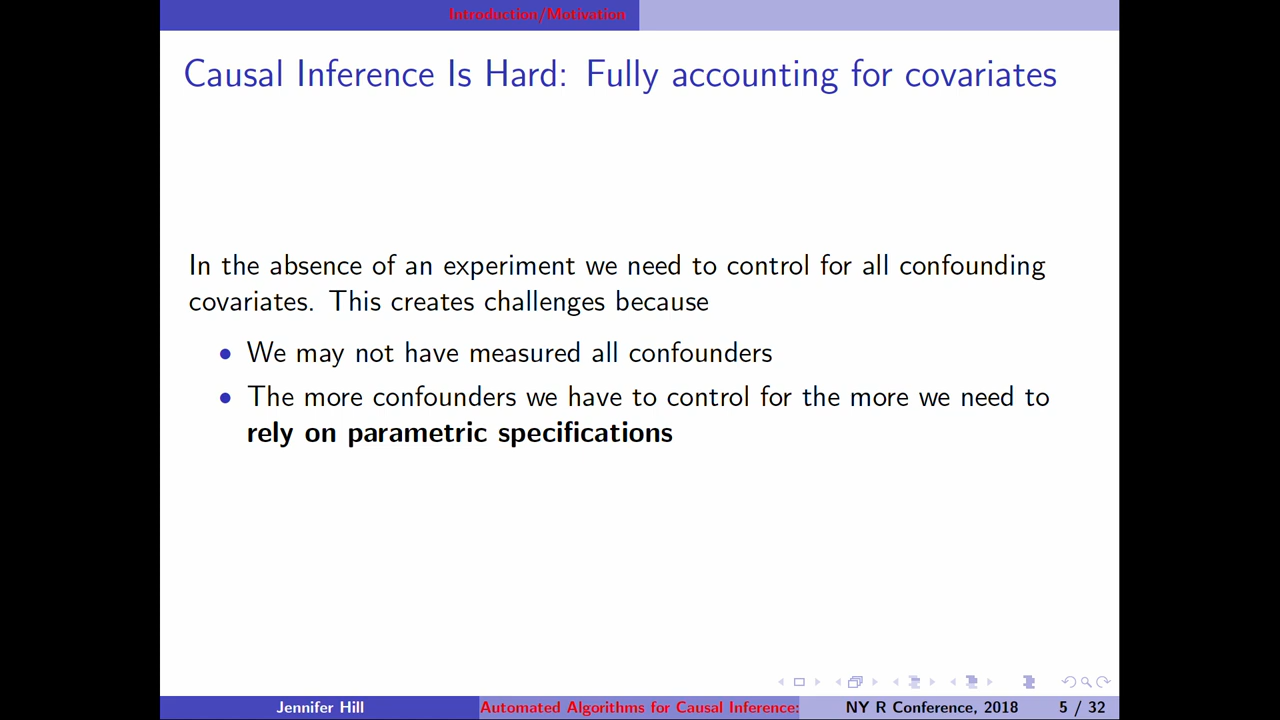 Introduction/Motivation
Causal Inference Is Hard: Fully accounting for covariates
In the absence of an experiment we need to control for all confounding
covariates. This creates challenges because
• We may not have measured all confounders
• The more confounders we have to control for the more we need to
rely on parametric specifications
Jennifer Hill Automated Algorithms for Causal Inference: NY R Conference, 2018 5 / 32